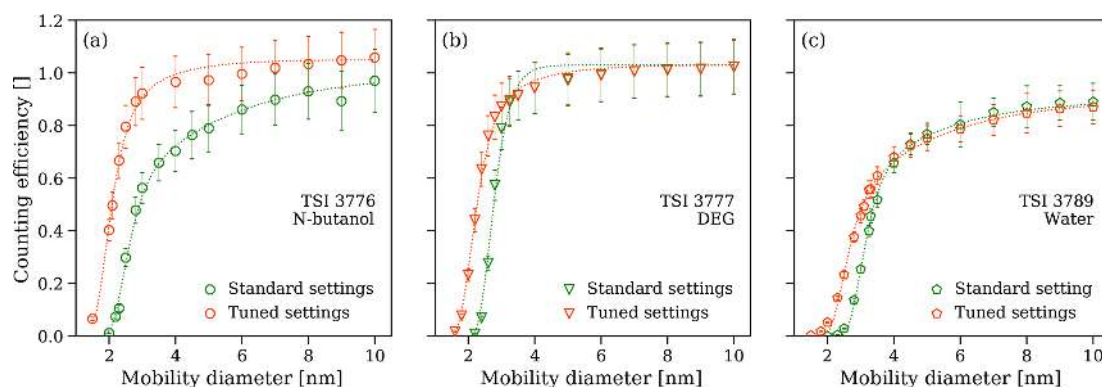 (a)
(b)
(c)
Counting efficiency []
1.2
1.0
0.8
0.6
0.4
0.2
0.0
TSI 3776
N-butanol
Standard settings
Tuned settings
TSI 3777
DEG
Standard settings
Tuned settings
TSI 3789
Water
Standard setting
Tuned settings
2 4 6 8 10
2 4 6 8 10
2 4 6 8 10
Mobility diameter [nm]
Mobility diameter [nm]
Mobility diameter [nm]